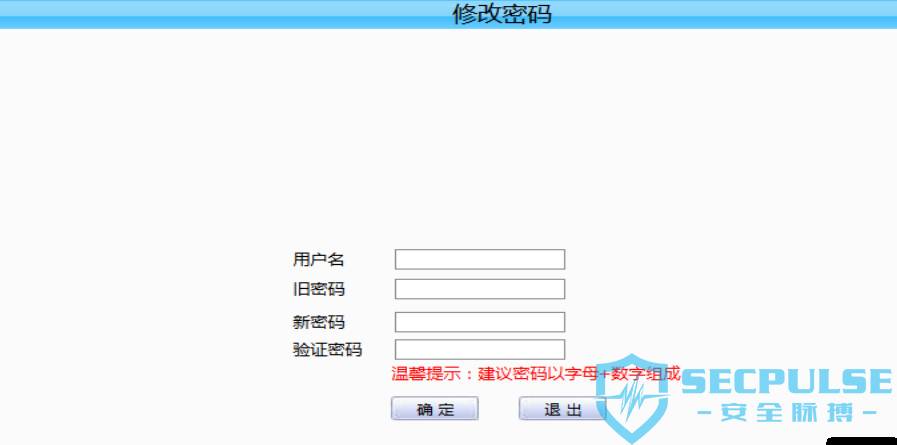 修改密码
用户名
旧密码
新密码
验证密码
温馨提示：建议密码以字母+数字组成
确 定 退 出
SECPULSE
-安全脉搏-